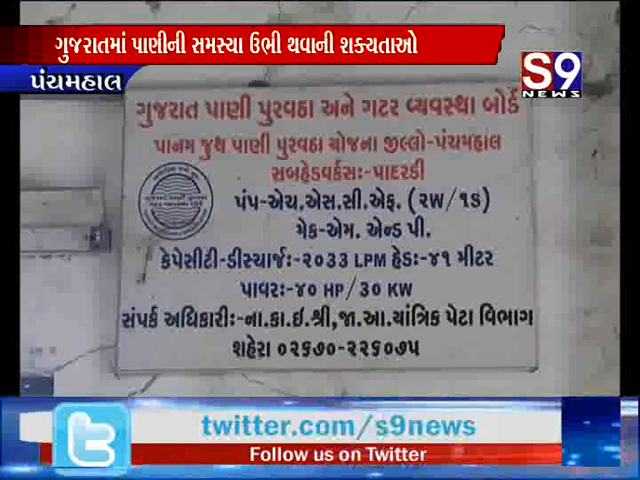 ગુજરાતમાં પાણીની સમસ્યા ઉભી થવાની શક્યતાઓ
પંચમહાલ
S9
NEWS
ગુજરાત પાણી પુરવઠા અને ગટર વ્યવસ્થા બોર્ડ
પાનમ જુથ પાણી પુરવઠા યોજના જીલ્લો-પંચમહાલ
સબહેડવર્કસઃ-પાદરડી
પંપ-એચ.એસ.સી.એફ. (૨W/૧S)
મેક-એમ. એન્ડ પી.
કેપેસીટી-ડીસ્ચાર્જઃ-૨૦૩૩ LPM હેડઃ-૪૧ મીટર
પાવરઃ-૪૦ HP/30 KW
સંપર્ક અધિકારીઃ-ના.કા.ઇ.શ્રી,જા.આ.યાંત્રિક પેટા વિભાગ
શહેરા ૦૨૬૭૦-૨૨૬૦૭૫
twitter.com/s9news
Follow us on Twitter